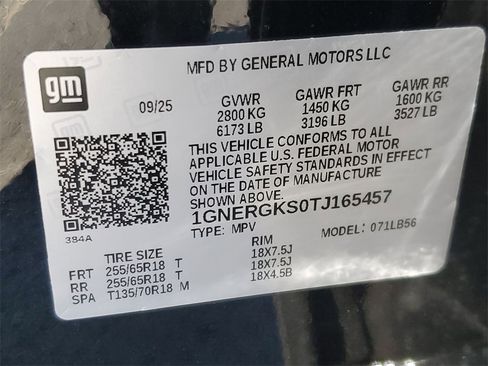 MFD BY GENERAL MOTORS LLC
gm
09/25
GVWR GAWR FRT GAWR RR
2800 KG 1450 KG 1600 KG
6173 LB 3196 LB 3527 LB
THIS VEHICLE CONFORMS TO ALL
APPLICABLE U.S. FEDERAL MOTOR
VEHICLE SAFETY STANDARDS IN EFFECT
ON THE DATE OF MANUFACTURE
SHOWN ABOVE.
1GNERGKS0TJ165457
TYPE: MPV MODEL: 071LB56
384A
TIRE SIZE RIM
FRT 255/65R18 T 18X7.5J
RR 255/65R18 T 18X7.5J
SPA T135/70R18 M 18X4.5B